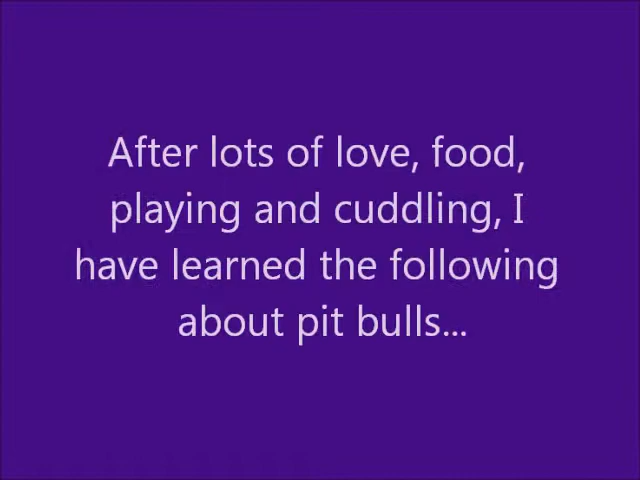 After lots of love, food,
playing and cuddling, I
have learned the following
about pit bulls...